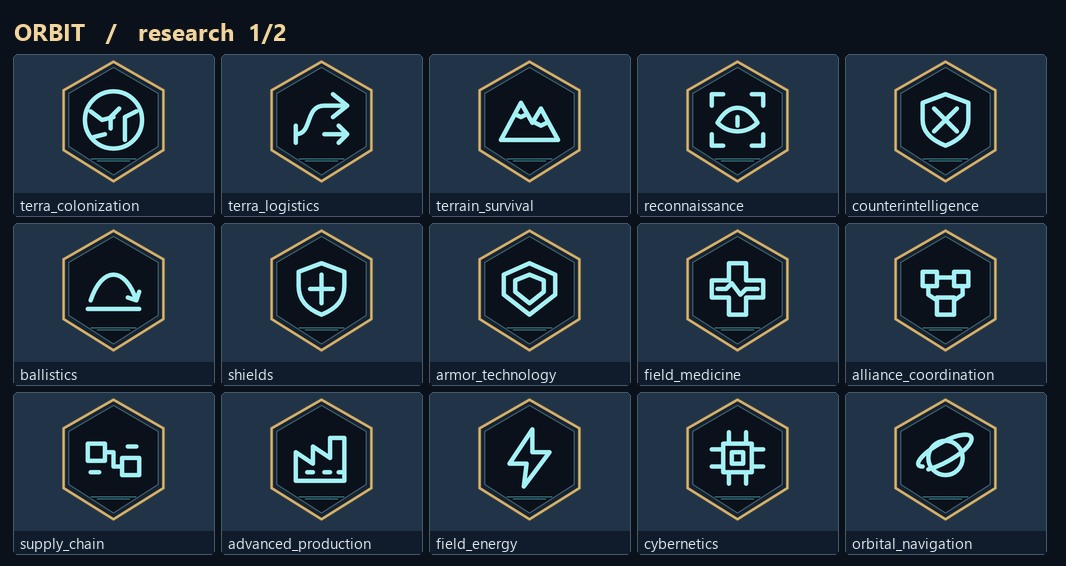 ORBIT / research 1/2
terra_colonization
terra_logistics
terrain_survival
reconnaissance
counterintelligence
ballistics
shields
armor_technology
field_medicine
alliance_coordination
supply_chain
advanced_production
field_energy
cybernetics
orbital_navigation